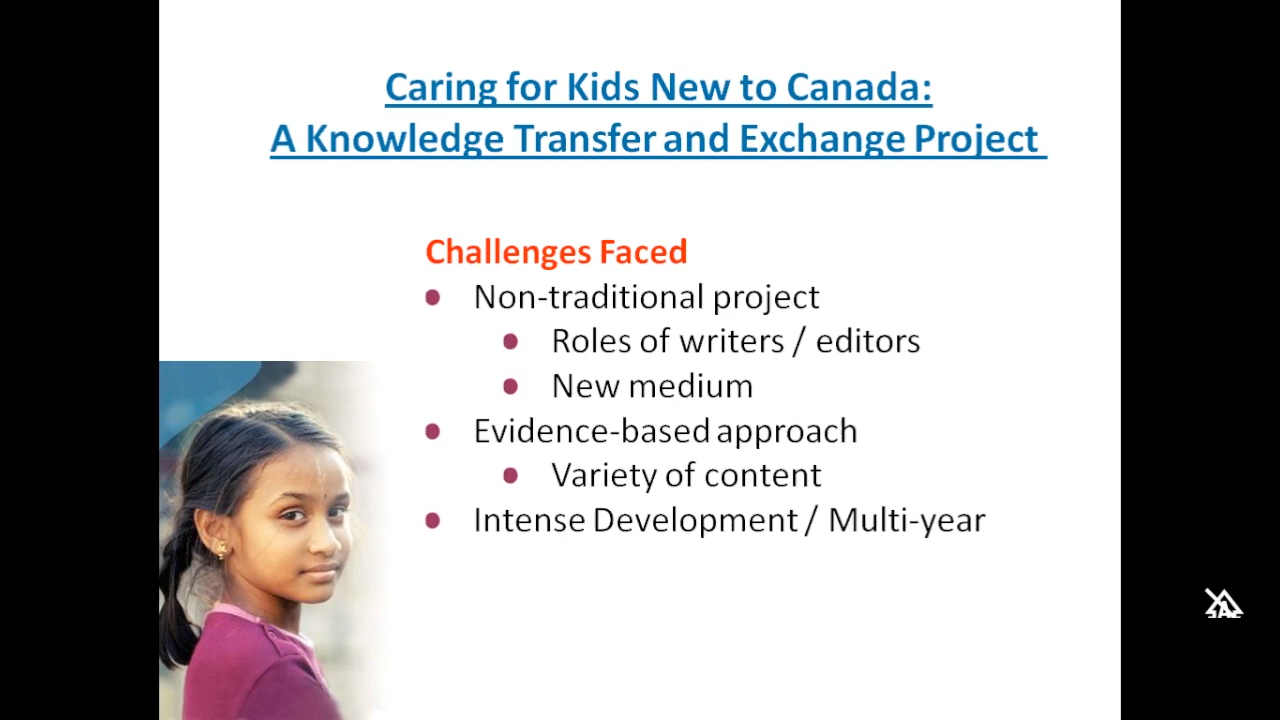 Caring for Kids New to Canada:
A Knowledge Transfer and Exchange Project
Challenges Faced
Non-traditional project
Roles of writers / editors
New medium
Evidence-based approach
Variety of content
Intense Development / Multi-year